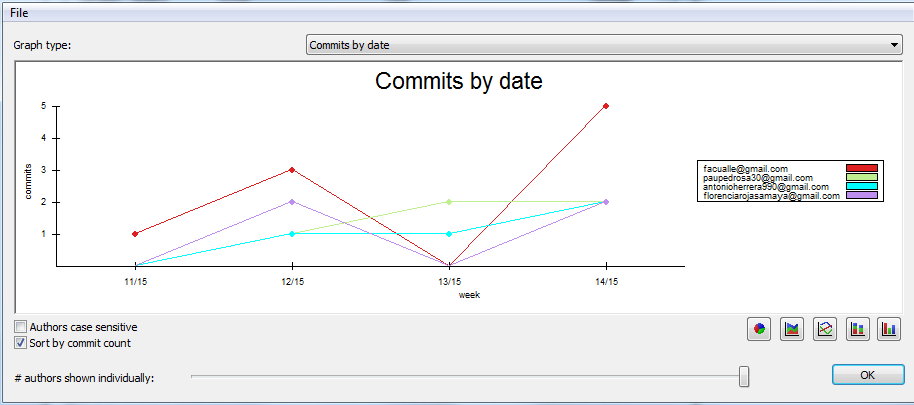 File
Graph type:
Commits by date
Commits by date
5
4
3
2
1
commits
11/15
12/15
13/15
14/15
week
facualle@gmail.com
paupedrosa30@gmail.com
antonioherrera990@gmail.com
florenciarojasamaya@gmail.com
Authors case sensitive
Sort by commit count
# authors shown individually:
OK